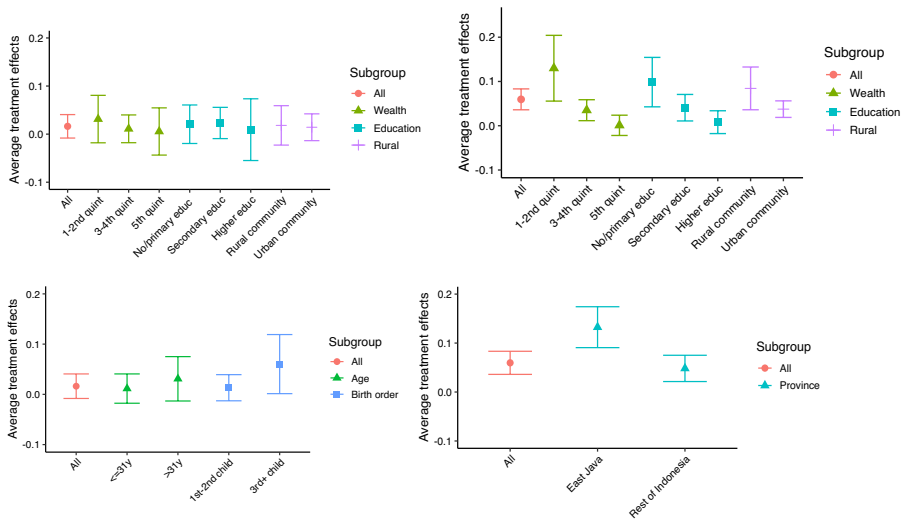 Average treatment effects
0.2
0.1
0.0
-0.1
All
1-2nd quint
3-4th quint
5th quint
No/primary educ
Secondary educ
Higher educ
Rural community
Urban community
Subgroup
All
Wealth
Education
Rural
Average treatment effects
0.2
0.1
0.0
-0.1
All
1-2nd quint
3-4th quint
5th quint
No/primary educ
Secondary educ
Higher educ
Rural community
Urban community
Subgroup
All
Wealth
Education
Rural
Average treatment effects
0.2
0.1
0.0
-0.1
All
<=31y
>31y
1st-2nd child
3rd+ child
Subgroup
All
Age
Birth order
Average treatment effects
0.2
0.1
0.0
-0.1
All
East Java
Rest of Indonesia
Subgroup
All
Province